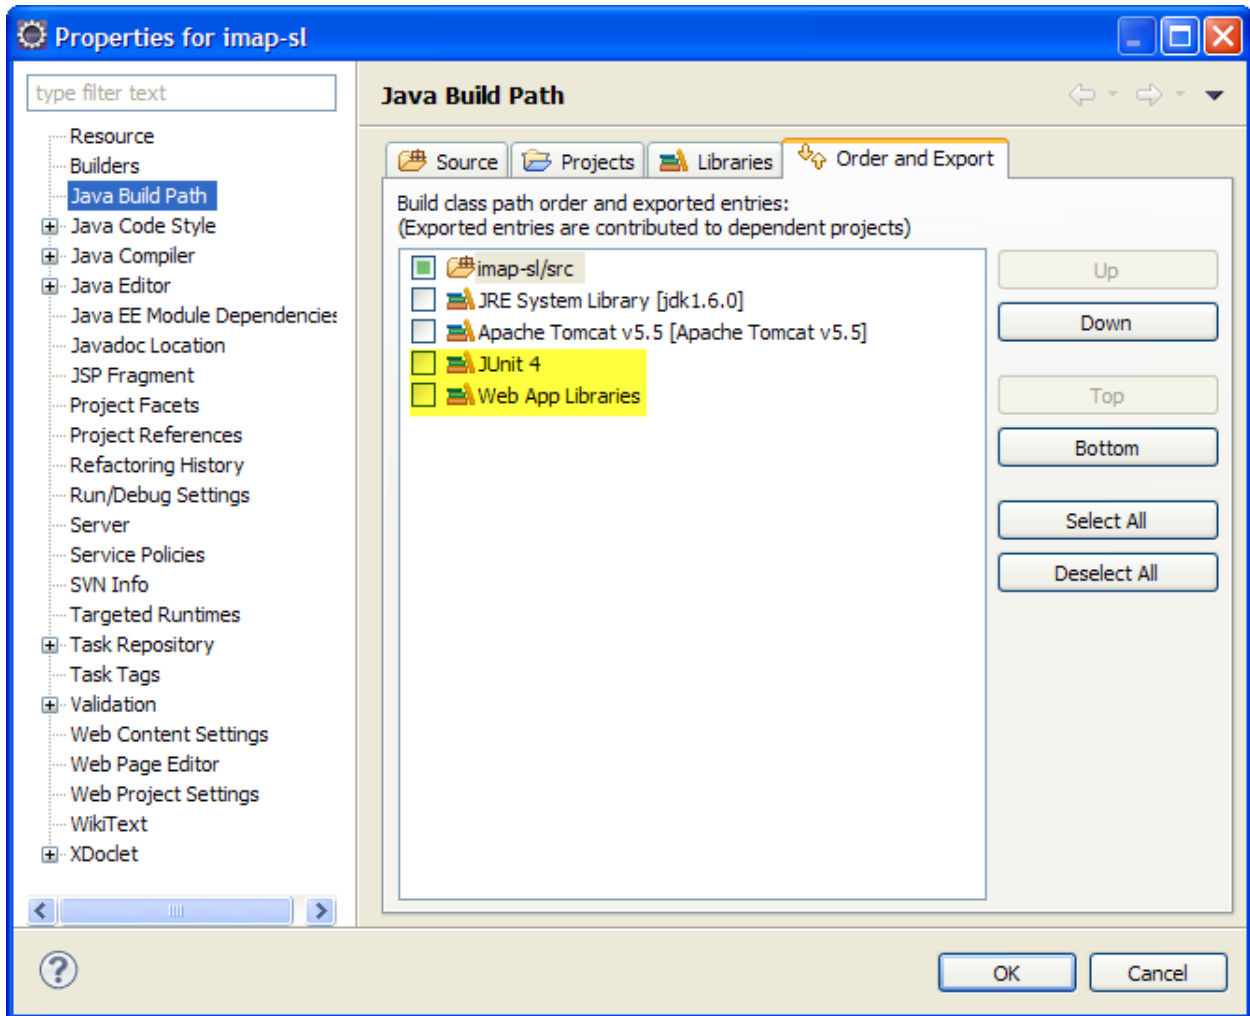 Properties for imap-sl
type filter text
Resource
Builders
Java Build Path
Java Code Style
Java Compiler
Java Editor
Java EE Module Dependencies
Javadoc Location
JSP Fragment
Project Facets
Project References
Refactoring History
Run/Debug Settings
Server
Service Policies
SVN Info
Targeted Runtimes
Task Repository
Task Tags
Validation
Web Content Settings
Web Page Editor
Web Project Settings
WikiText
XDoclet
Java Build Path
Source Projects Libraries Order and Export
Build class path order and exported entries:
(Exported entries are contributed to dependent projects)
imap-sl/src
JRE System Library [jdk1.6.0]
Apache Tomcat v5.5 [Apache Tomcat v5.5]
JUnit 4
Web App Libraries
Up
Down
Top
Bottom
Select All
Deselect All
OK Cancel